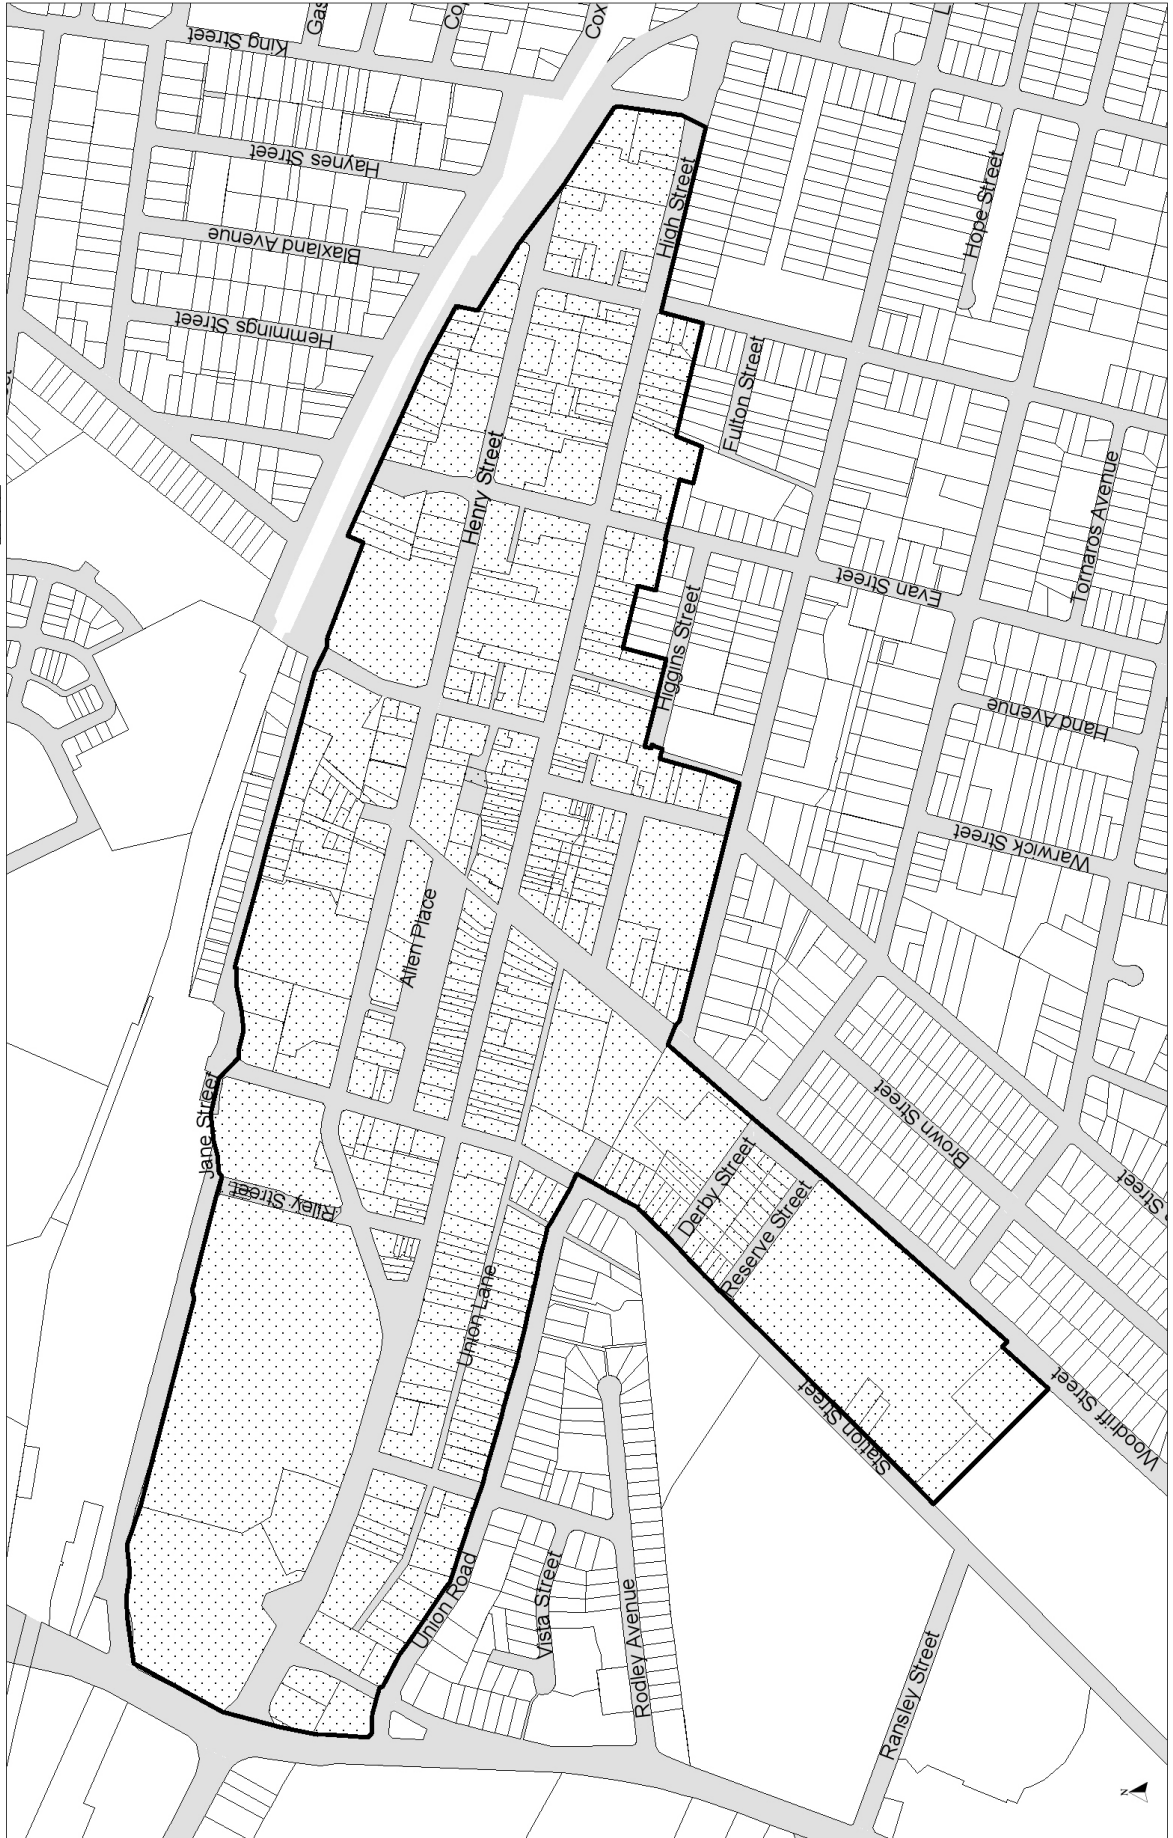 King Street
Gas
Co
Cox
L
Haynes Street
Blaxland Avenue
Hemmings Street
High Street
Hope Street
Fulton Street
Henry Street
Tornaros Avenue
Evan Street
Higgins Street
Hand Avenue
Warwick Street
Allen Place
Jane Street
Riley Street
Brown Street
Derby Street
Reserve Street
s Street
Union Lane
Station Street
Woodriff Street
Union Road
Vista Street
Rodley Avenue
Ransley Street
N